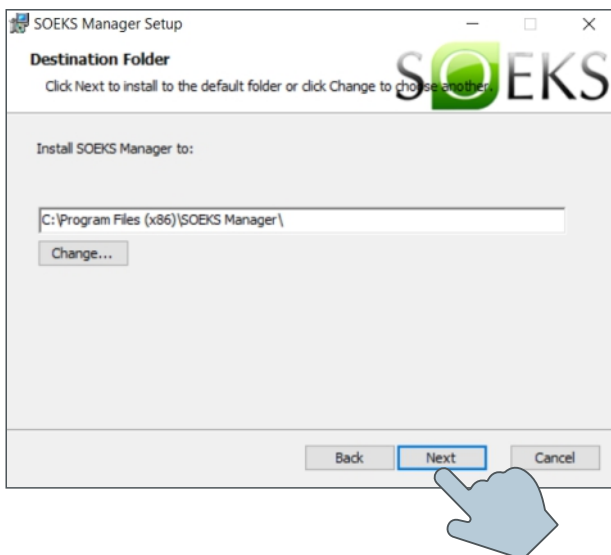 SOEKS Manager Setup
Destination Folder
Click Next to install to the default folder or click Change to choose another.
SOEKS
Install SOEKS Manager to:
C:\Program Files (x86)\SOEKS Manager\
Change...
Back Next Cancel